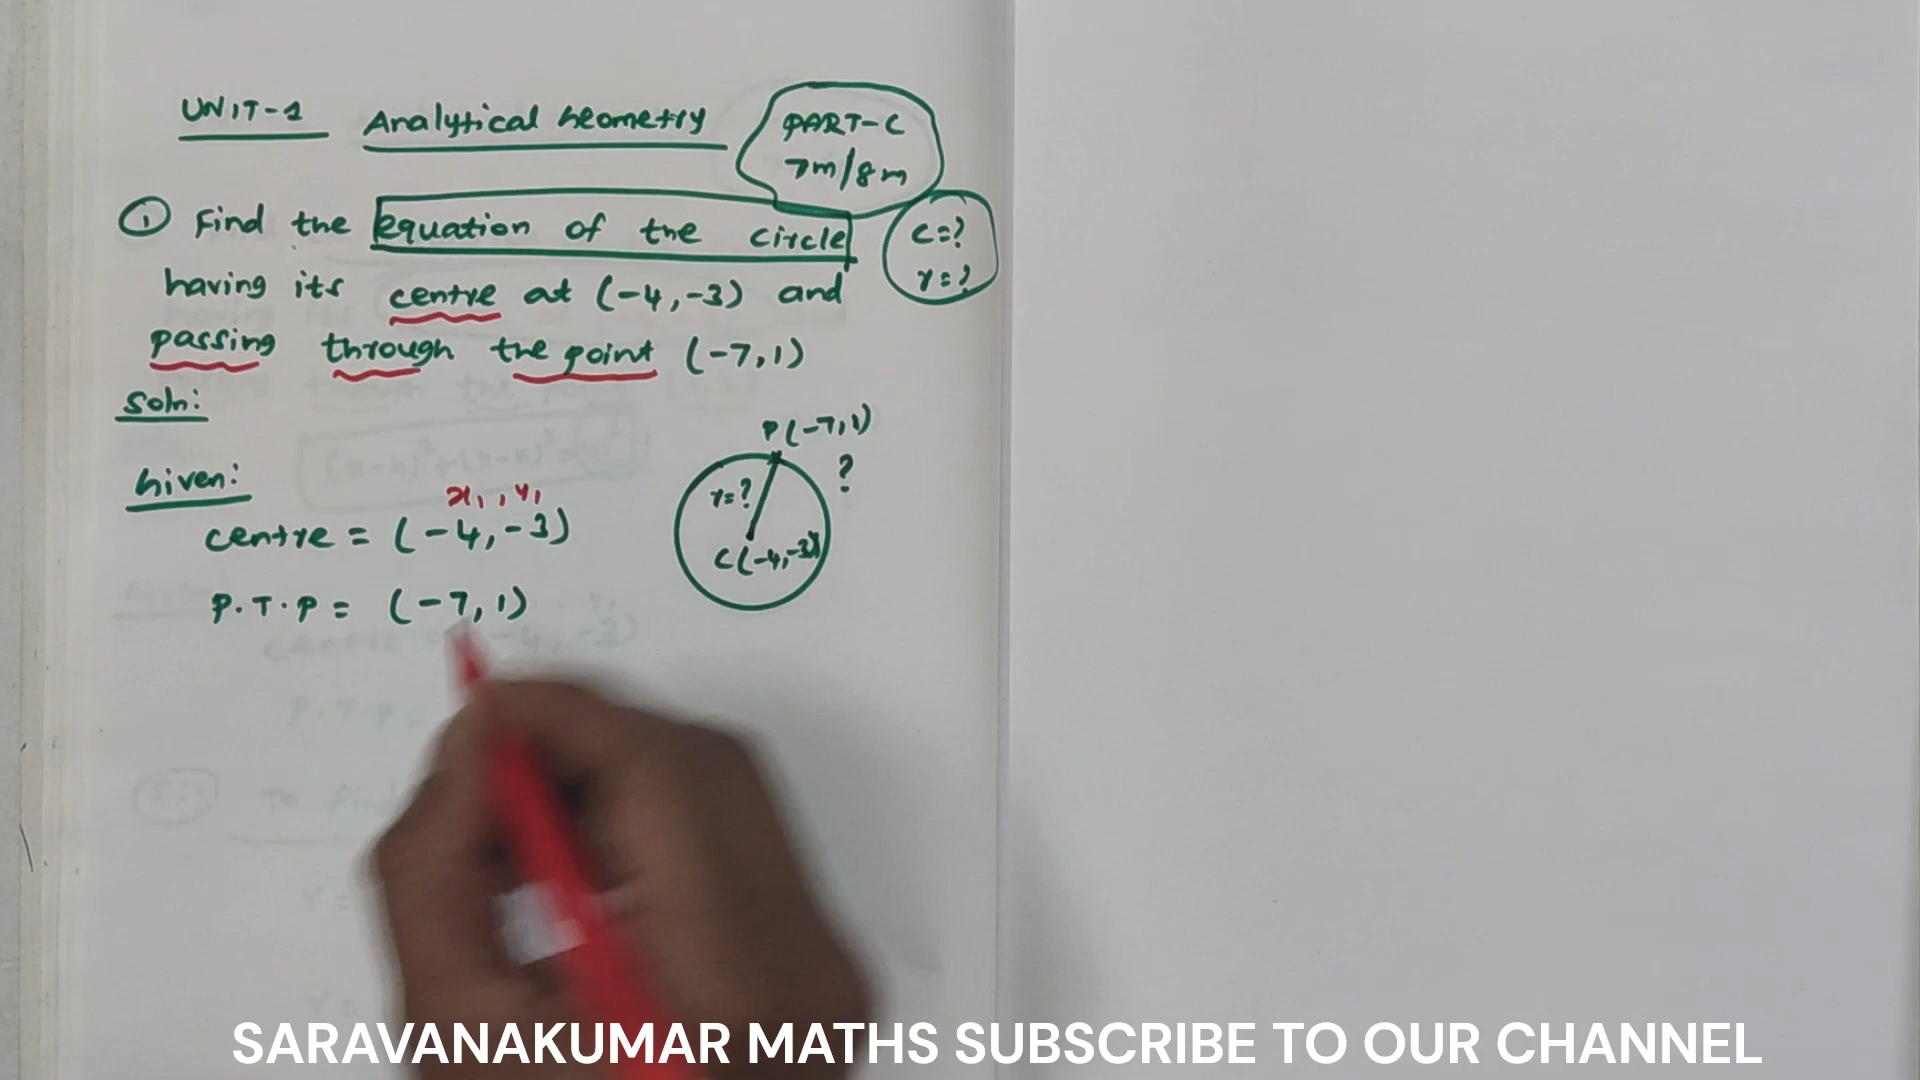 UNIT-1 Analytical Geometry PART-C
7m/8m
① Find the equation of the circle C=?
r=?
having its centre at (-4,-3) and
passing through the point (-7,1)
Soln:
P(-7,1)
Given:
x₁, y₁ r=? ?
centre = (-4,-3)
C(-4,-3)
P.T.P = (-7,1)
SARAVANAKUMAR MATHS SUBSCRIBE TO OUR CHANNEL